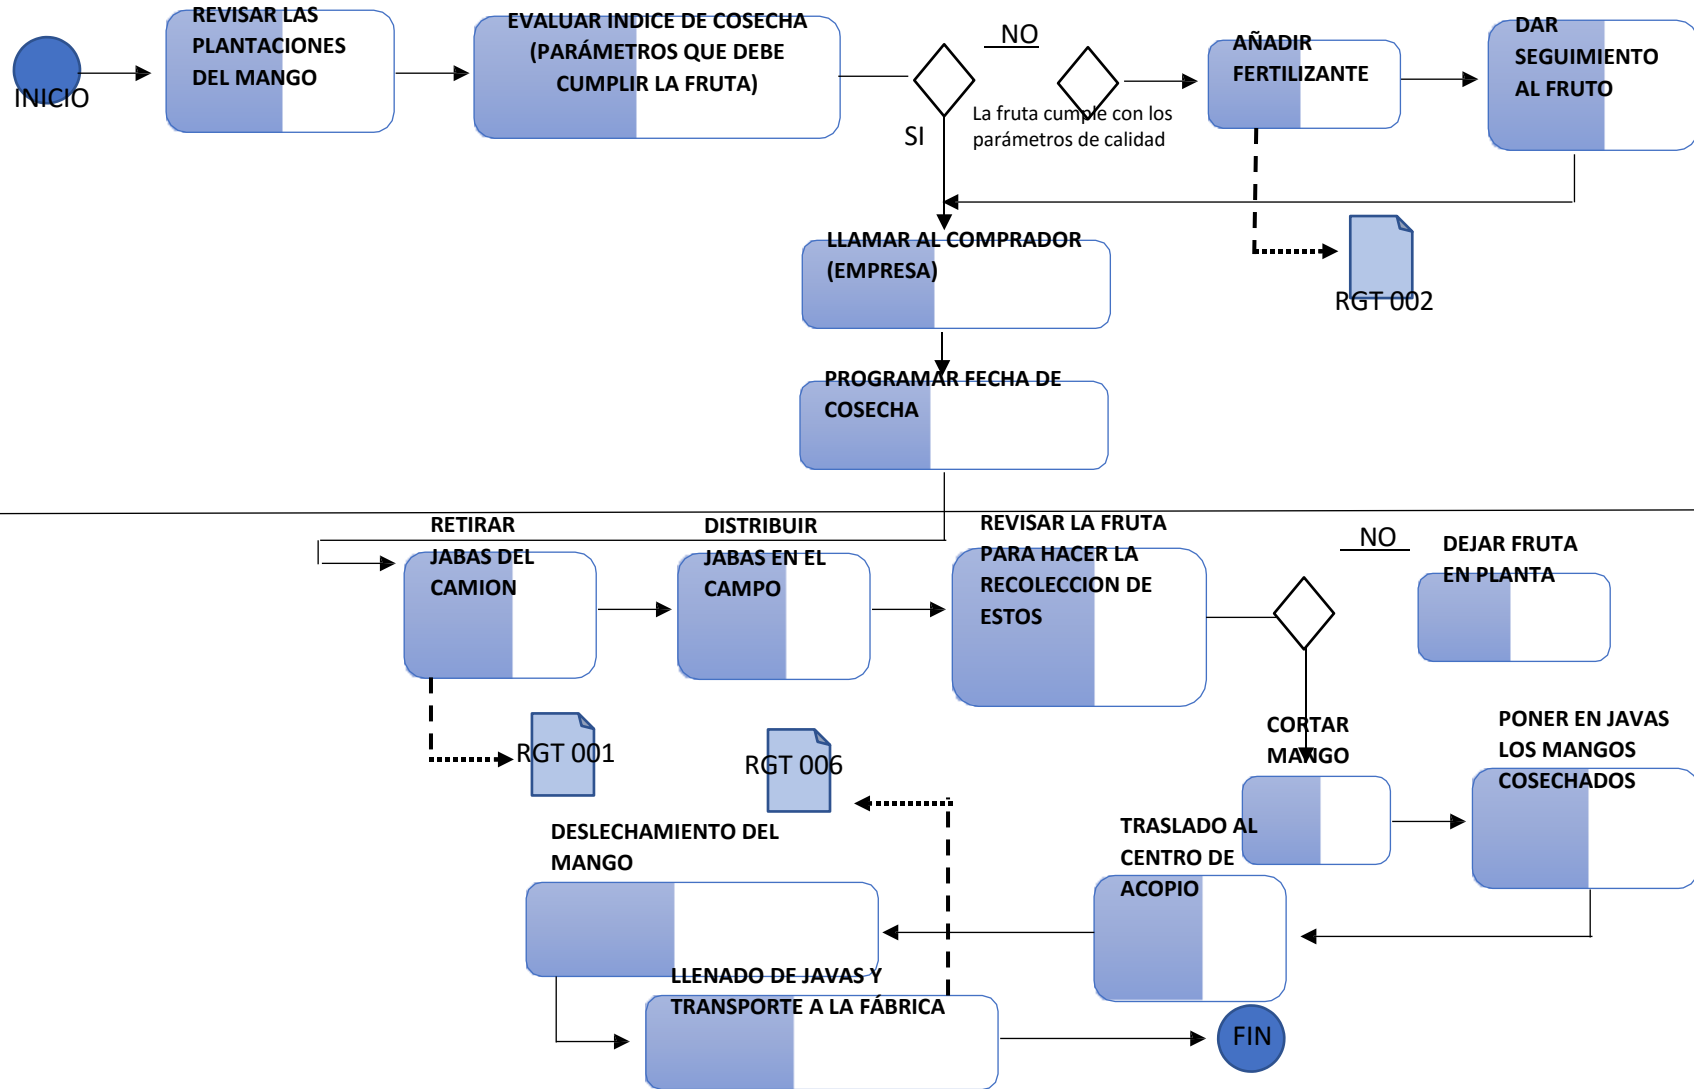 INICIO
REVISAR LAS
PLANTACIONES
DEL MANGO
EVALUAR INDICE DE COSECHA
(PARÁMETROS QUE DEBE
CUMPLIR LA FRUTA)
NO
SI
La fruta cumple con los
parámetros de calidad
AÑADIR
FERTILIZANTE
DAR
SEGUIMIENTO
AL FRUTO
RGT 002
LLAMAR AL COMPRADOR
(EMPRESA)
PROGRAMAR FECHA DE
COSECHA
RETIRAR
JABAS DEL
CAMION
DISTRIBUIR
JABAS EN EL
CAMPO
REVISAR LA FRUTA
PARA HACER LA
RECOLECCION DE
ESTOS
NO
DEJAR FRUTA
EN PLANTA
RGT 001
RGT 006
CORTAR
MANGO
PONER EN JAVAS
LOS MANGOS
COSECHADOS
TRASLADO AL
CENTRO DE
ACOPIO
DESLECHAMIENTO DEL
MANGO
LLENADO DE JAVAS Y
TRANSPORTE A LA FÁBRICA
FIN